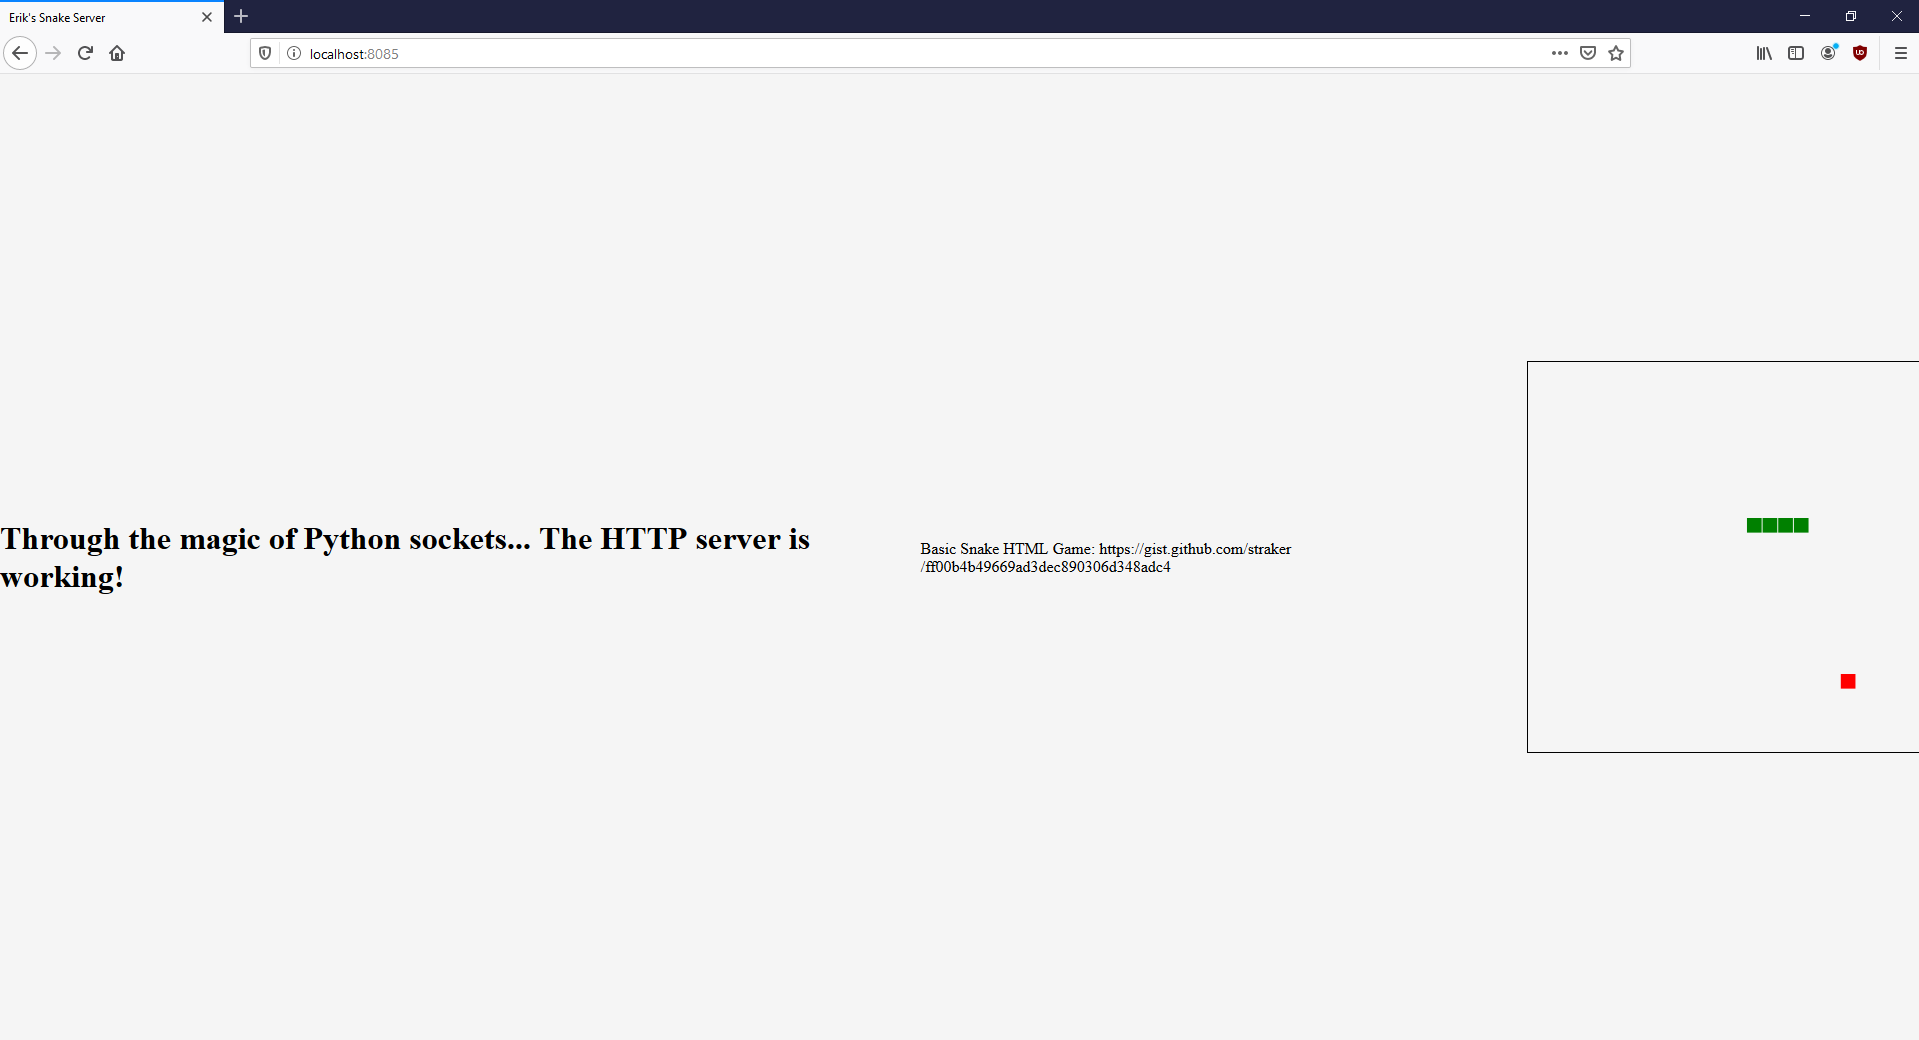 Erik's Snake Server
localhost:8085
Through the magic of Python sockets... The HTTP server is
working!
Basic Snake HTML Game: https://gist.github.com/straker
/ff00b4b49669ad3dec890306d348adc4